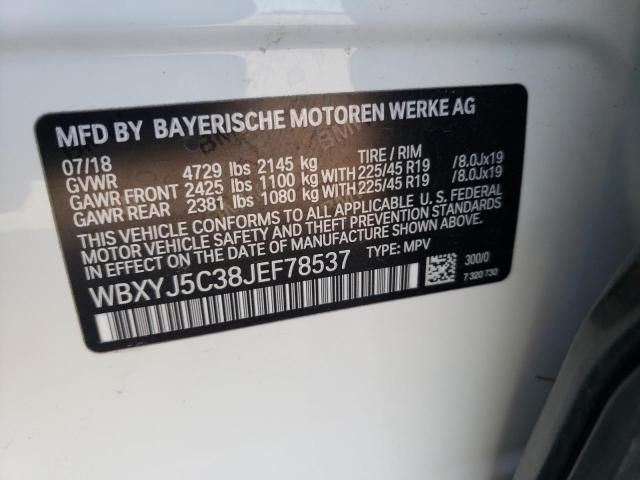 MFD BY BAYERISCHE MOTOREN WERKE AG
07/18 TIRE / RIM
GVWR 4729 lbs 2145 kg
GAWR FRONT 2425 lbs 1100 kg WITH 225/45 R19 /8.0Jx19
GAWR REAR 2381 lbs 1080 kg WITH 225/45 R19 /8.0Jx19
THIS VEHICLE CONFORMS TO ALL APPLICABLE U. S. FEDERAL
MOTOR VEHICLE SAFETY AND THEFT PREVENTION STANDARDS
IN EFFECT ON THE DATE OF MANUFACTURE SHOWN ABOVE.
WBXYJ5C38JEF78537 TYPE: MPV
300/0
7 320 730